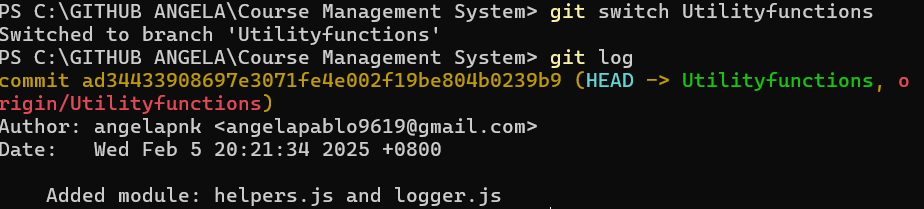 PS C:\GITHUB ANGELA\Course Management System> git switch Utilityfunctions
Switched to branch 'Utilityfunctions'
PS C:\GITHUB ANGELA\Course Management System> git log
commit ad34433908697e3071fe4e002f19be804b0239b9 (HEAD -> Utilityfunctions, o
rigin/Utilityfunctions)
Author: angelapnk <angelapablo9619@gmail.com>
Date:   Wed Feb 5 20:21:34 2025 +0800

    Added module: helpers.js and logger.js